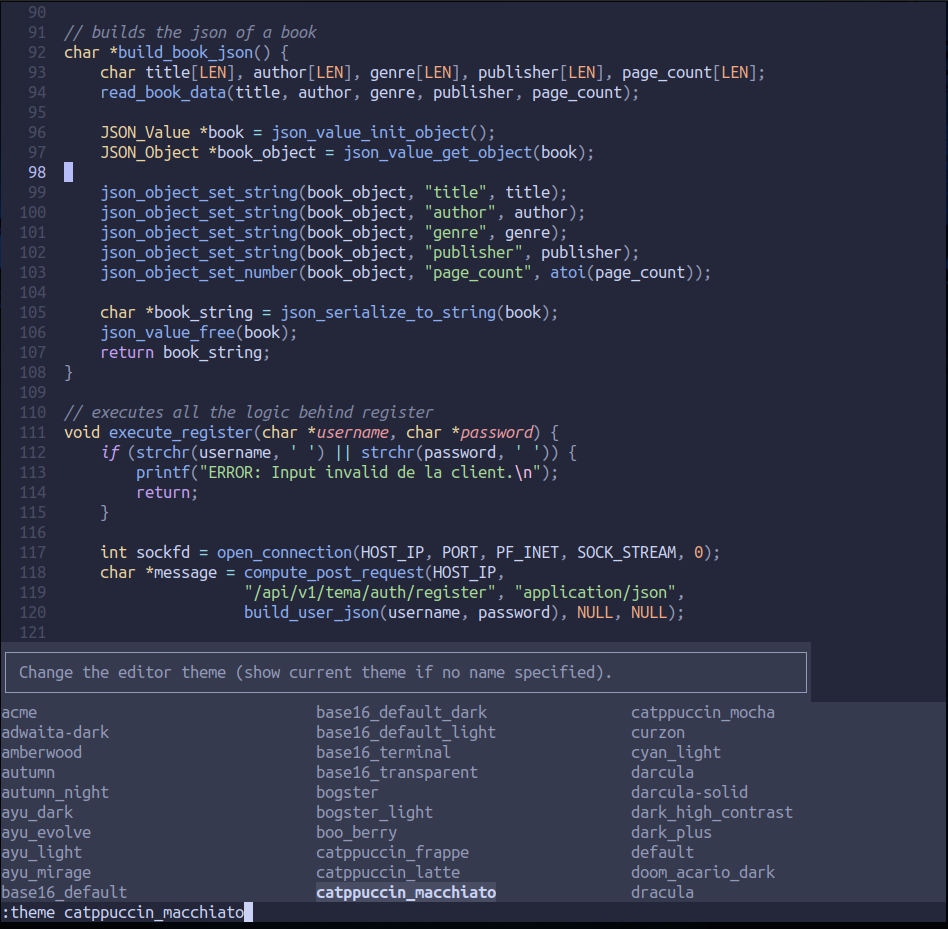 90
91 // builds the json of a book
92 char *build_book_json() {
93 char title[LEN], author[LEN], genre[LEN], publisher[LEN], page_count[LEN];
94 read_book_data(title, author, genre, publisher, page_count);
95
96 JSON_Value *book = json_value_init_object();
97 JSON_Object *book_object = json_value_get_object(book);
98
99 json_object_set_string(book_object, "title", title);
100 json_object_set_string(book_object, "author", author);
101 json_object_set_string(book_object, "genre", genre);
102 json_object_set_string(book_object, "publisher", publisher);
103 json_object_set_number(book_object, "page_count", atoi(page_count));
104
105 char *book_string = json_serialize_to_string(book);
106 json_value_free(book);
107 return book_string;
108 }
109
110 // executes all the logic behind register
111 void execute_register(char *username, char *password) {
112 if (strchr(username, ' ') || strchr(password, ' ')) {
113 printf("ERROR: Input invalid de la client.\n");
114 return;
115 }
116
117 int sockfd = open_connection(HOST_IP, PORT, PF_INET, SOCK_STREAM, 0);
118 char *message = compute_post_request(HOST_IP,
119 "/api/v1/tema/auth/register", "application/json",
120 build_user_json(username, password), NULL, NULL);
121
Change the editor theme (show current theme if no name specified).
acme base16_default_dark catppuccin_mocha
adwaita-dark base16_default_light curzon
amberwood base16_terminal cyan_light
autumn base16_transparent darcula
autumn_night bogster darcula-solid
ayu_dark bogster_light dark_high_contrast
ayu_evolve boo_berry dark_plus
ayu_light catppuccin_frappe default
ayu_mirage catppuccin_latte doom_acario_dark
base16_default catppuccin_macchiato dracula
:theme catppuccin_macchiato